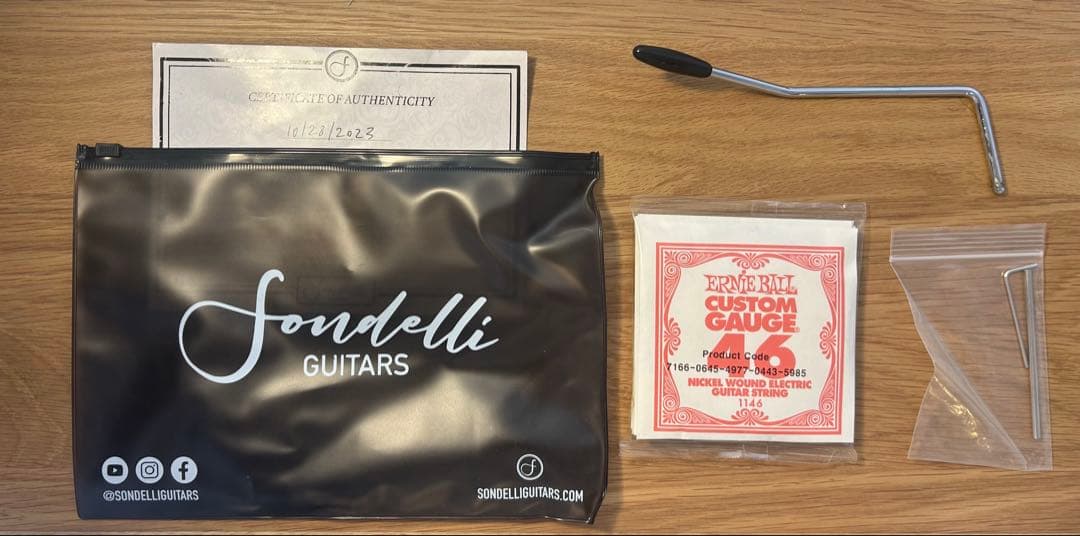 CERTIFICATE OF AUTHENTICITY
10/28/2023
Sondelli
GUITARS
@SONDELLIGUITARS
SONDELLIGUITARS.COM
ERNIE BALL
CUSTOM
GAUGE®
46
Product Code
7166-0645-4977-0443-5985
NICKEL WOUND ELECTRIC
GUITAR STRING
1146